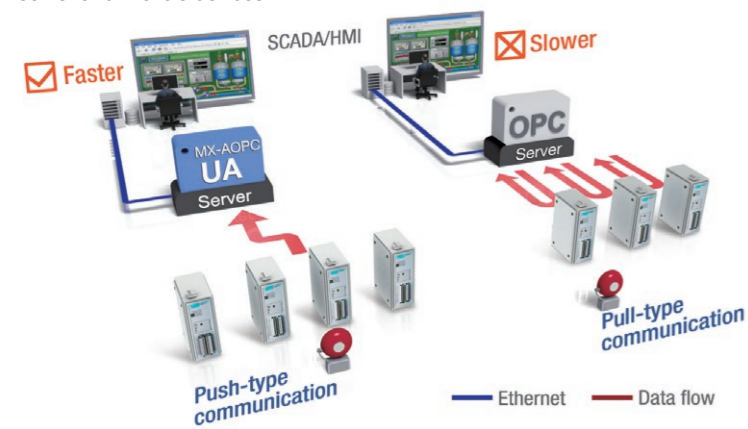 Faster
SCADA/HMI
Slower
MX-AOPC
UA
Server
OPC
Server
Push-type
communication
Pull-type
communication
Ethernet
Data flow